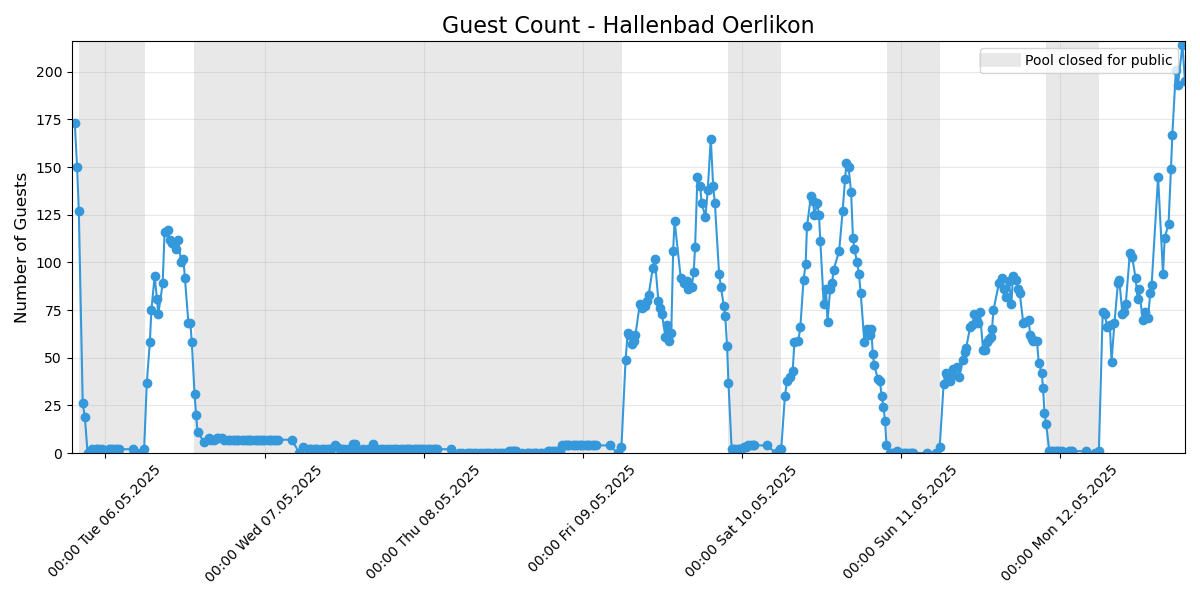 Guest Count - Hallenbad Oerlikon
Pool closed for public
Number of Guests
200
175
150
125
100
75
50
25
0
00:00 Tue 06.05.2025
00:00 Wed 07.05.2025
00:00 Thu 08.05.2025
00:00 Fri 09.05.2025
00:00 Sat 10.05.2025
00:00 Sun 11.05.2025
00:00 Mon 12.05.2025